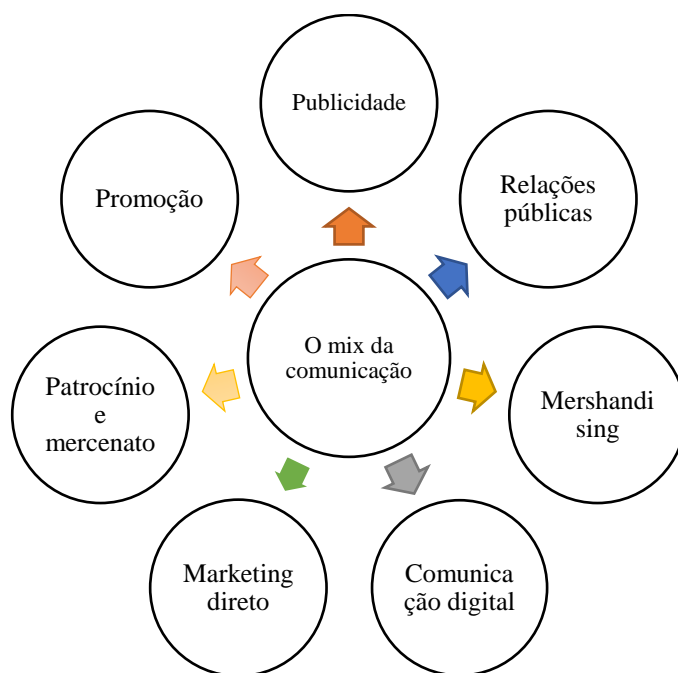 Publicidade
Promoção
Relações
públicas
O mix da
comunicação
Patrocínio
e
mercenato
Mershandi
sing
Marketing
direto
Comunica
ção digital